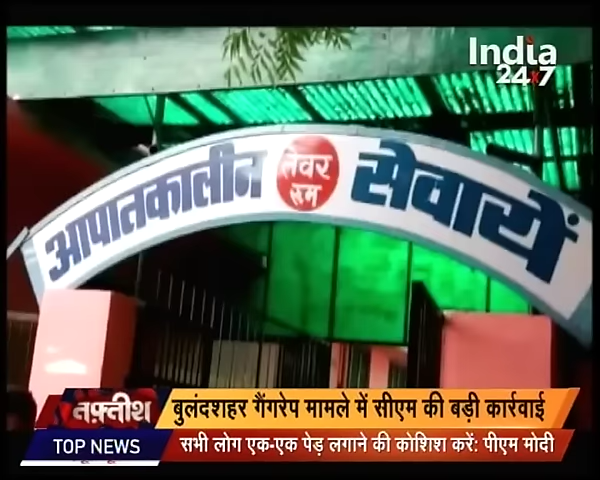 India
24x7
आपातकालीन लेवर रूम सेवायें
नफ़्तीश
बुलंदशहर गैंगरेप मामले में सीएम की बड़ी कार्रवाई
TOP NEWS
सभी लोग एक-एक पेड़ लगाने की कोशिश करें: पीएम मोदी